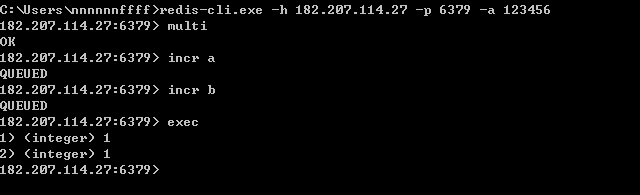 C:\Users\nnnnnnffff>redis-cli.exe -h 182.207.114.27 -p 6379 -a 123456
182.207.114.27:6379> multi
OK
182.207.114.27:6379> incr a
QUEUED
182.207.114.27:6379> incr b
QUEUED
182.207.114.27:6379> exec
1) (integer) 1
2) (integer) 1
182.207.114.27:6379>